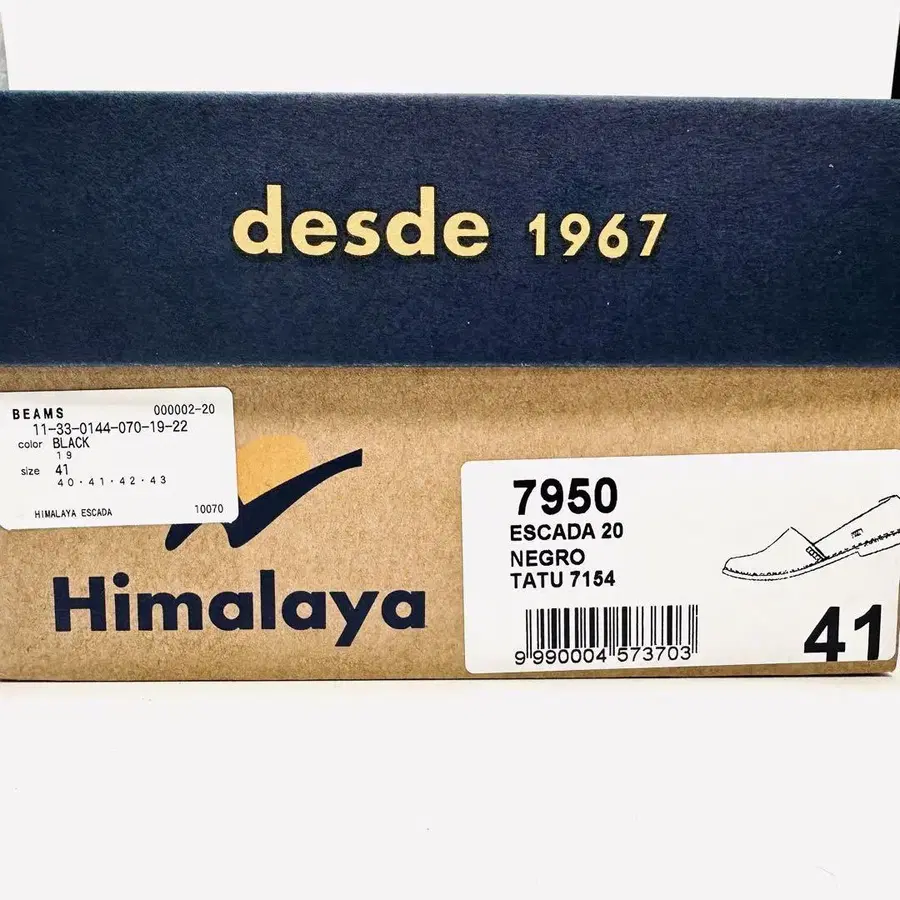 desde 1967
BEAMS 000002-20
11-33-0144-070-19-22
color BLACK
19
size 41
40・41・42・43
HIMALAYA ESCADA 10070
Himalaya
7950
ESCADA 20
NEGRO
TATU 7154
9 990004 573703
41